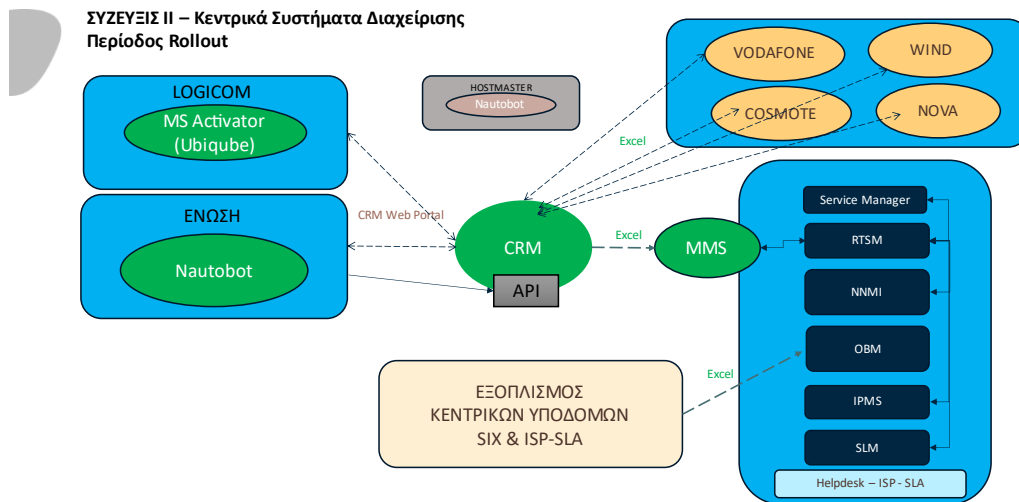 ΣΥΖΕΥΞΙΣ ΙΙ – Κεντρικά Συστήματα Διαχείρισης
Περίοδος Rollout
LOGICOM
MS Activator
(Ubiqube)
ΕΝΩΣΗ
Nautobot
HOSTMASTER
Nautobot
VODAFONE
WIND
COSMOTE
NOVA
Excel
CRM Web Portal
CRM
API
Excel
MMS
Service Manager
RTSM
NNMI
OBM
IPMS
SLM
Helpdesk – ISP - SLA
Excel
ΕΞΟΠΛΙΣΜΟΣ
ΚΕΝΤΡΙΚΩΝ ΥΠΟΔΟΜΩΝ
SIX & ISP-SLA